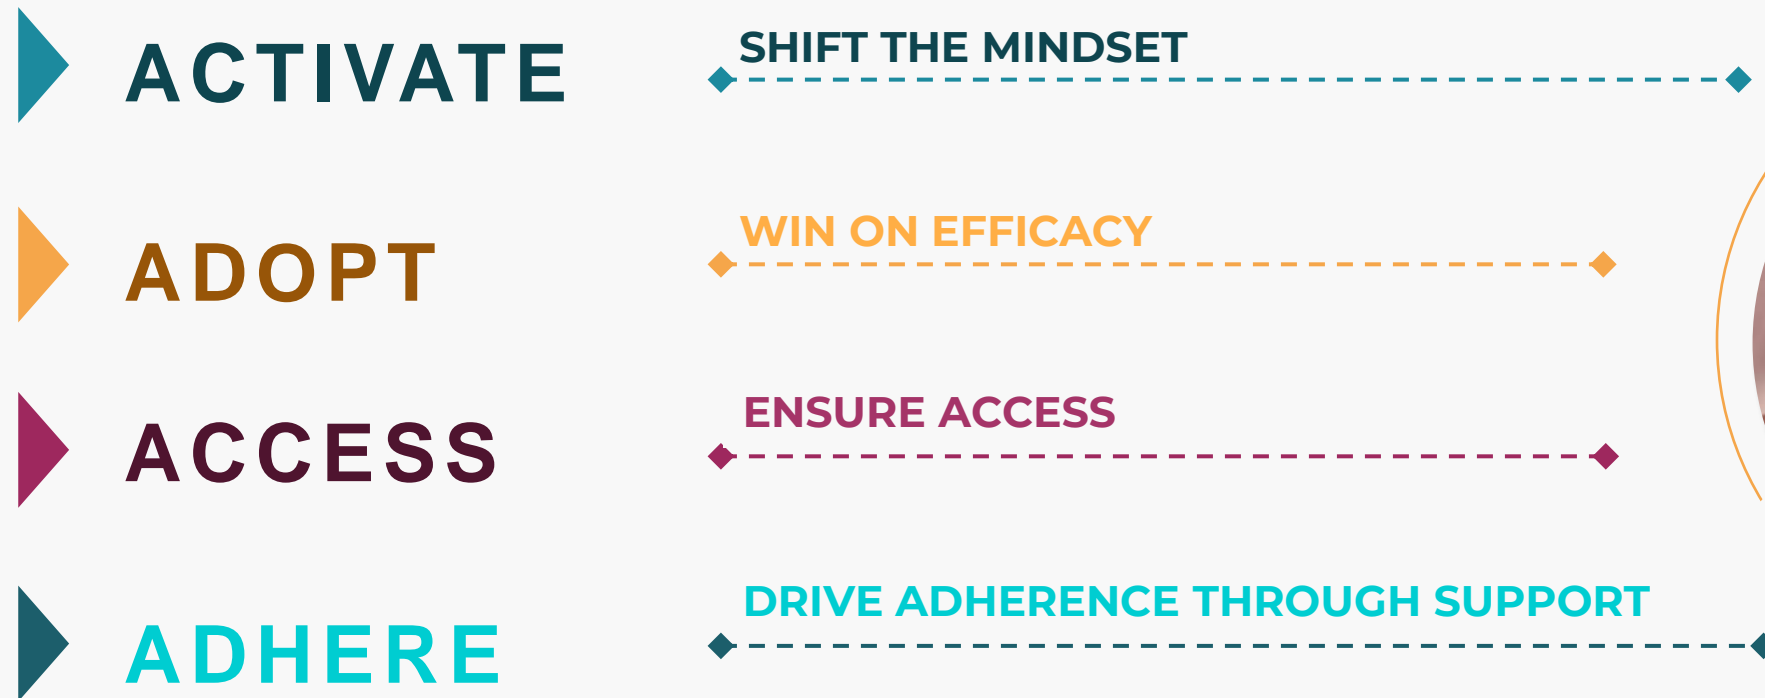 ACTIVATE
SHIFT THE MINDSET
ADOPT
WIN ON EFFICACY
ACCESS
ENSURE ACCESS
ADHERE
DRIVE ADHERENCE THROUGH SUPPORT